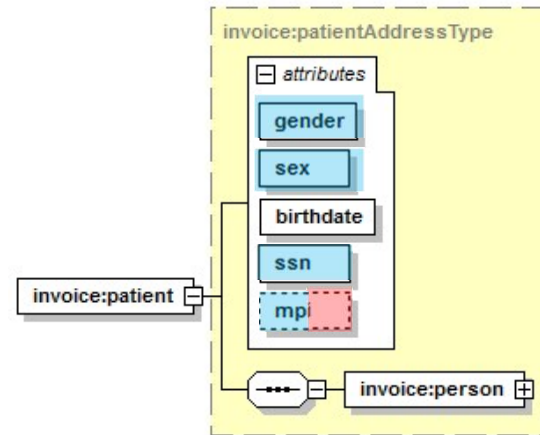 invoice:patientAddressType
attributes
gender
sex
birthdate
ssn
mpi
invoice:patient
invoice:person